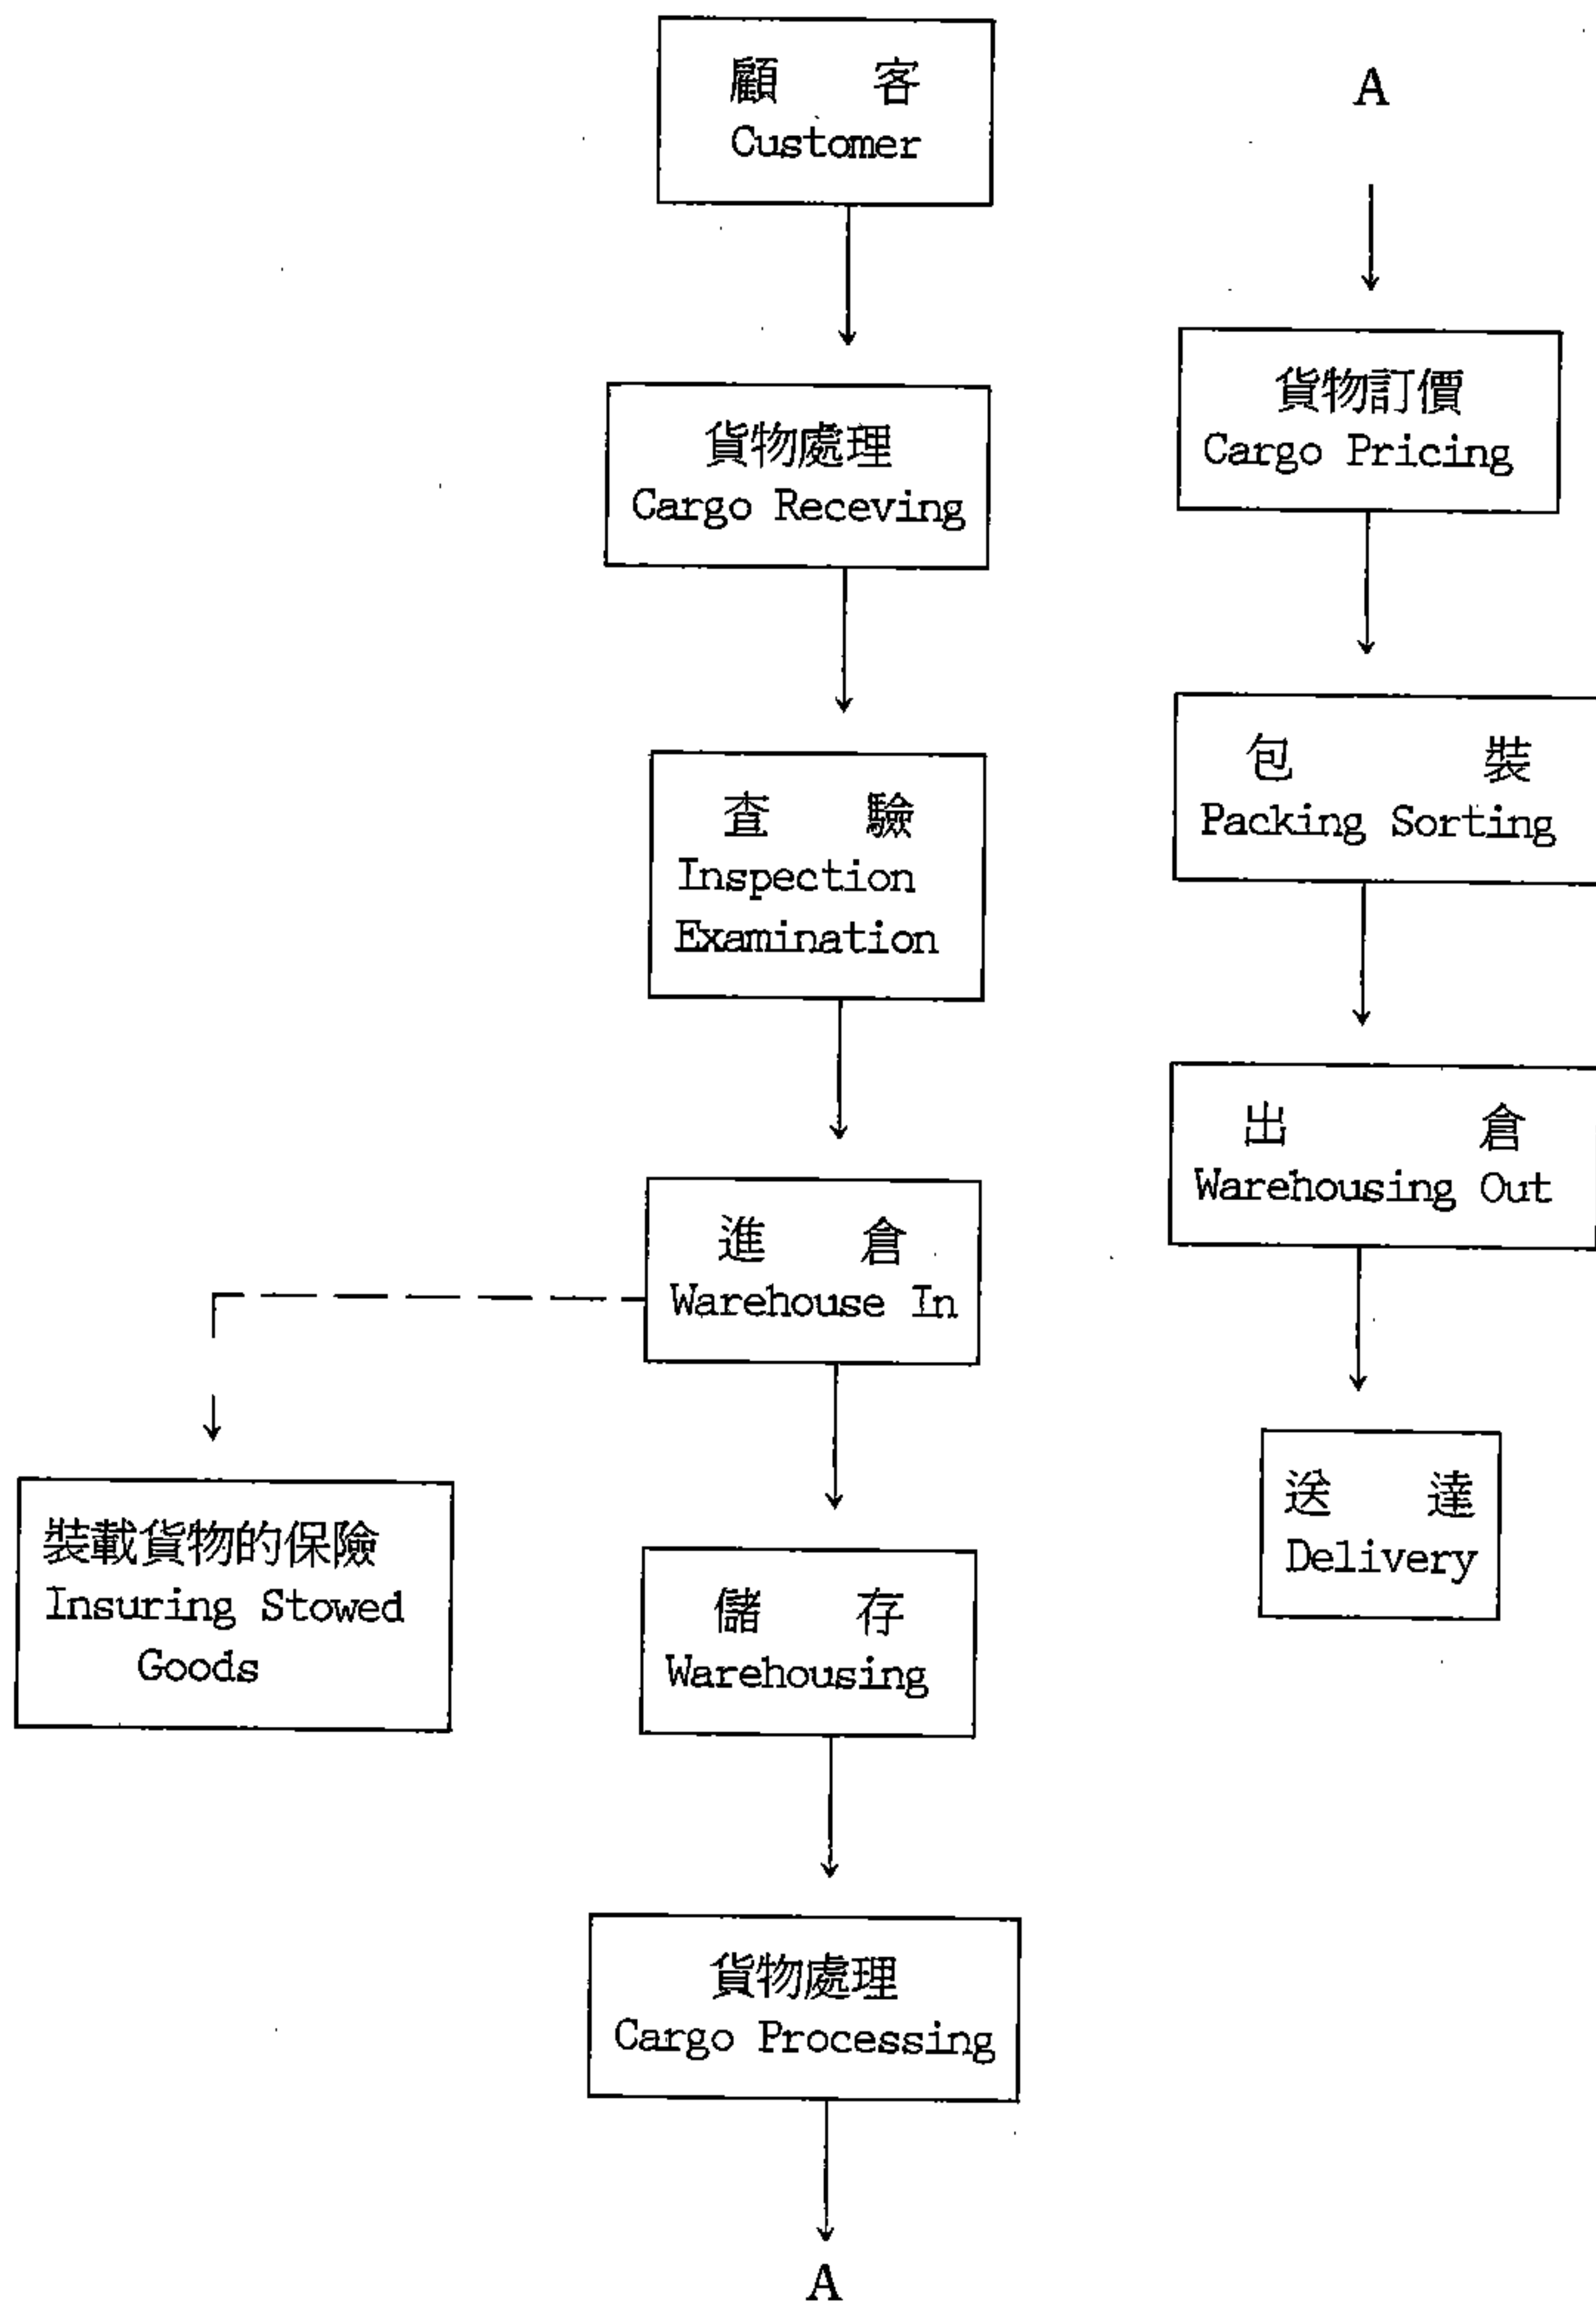 顧 客
Customer
貨物處理
Cargo Receving
查 驗
Inspection
Examination
進 倉
Warehouse In
裝載貨物的保險
Insuring Stowed
Goods
儲 存
Warehousing
貨物處理
Cargo Processing
A
A
貨物訂價
Cargo Pricing
包 裝
Packing Sorting
出 倉
Warehousing Out
送 達
Delivery